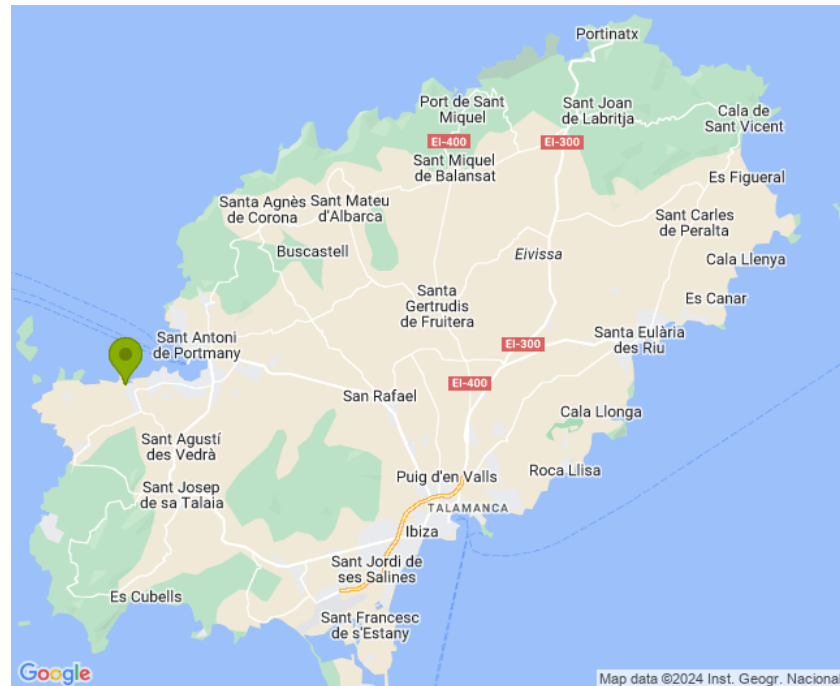 Portinatx
Port de Sant
Miquel
Sant Joan
de Labritja
Cala de
Sant Vicent
EI-400
EI-300
Sant Miquel
de Balansat
Es Figueral
Santa Agnès
de Corona
Sant Mateu
d'Albarca
Sant Carles
de Peralta
Buscastell
Eivissa
Cala Llenya
Santa
Gertrudis
de Fruitera
Es Canar
Sant Antoni
de Portmany
Santa Eulària
des Riu
EI-300
EI-400
San Rafael
Cala Llonga
Sant Agustí
des Vedrà
Roca Llisa
Puig d'en Valls
Sant Josep
de sa Talaia
TALAMANCA
Ibiza
Sant Jordi de
ses Salines
Es Cubells
Sant Francesc
de s'Estany
Google
Map data ©2024 Inst. Geogr. Nacional